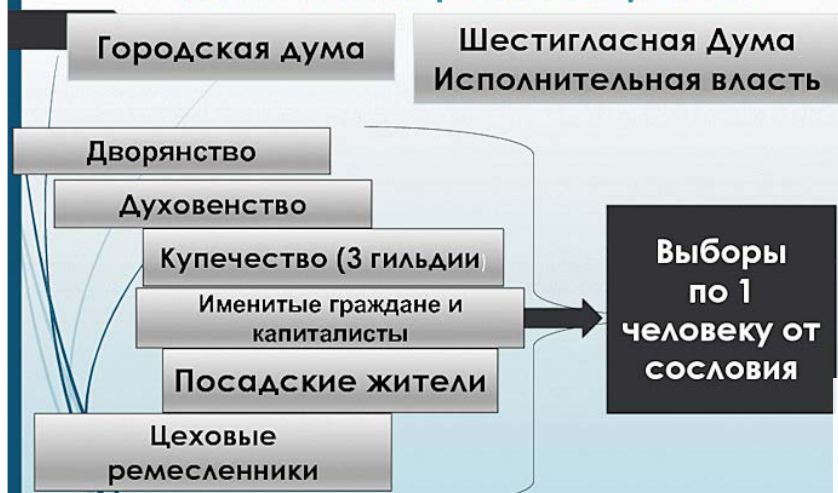 Городская дума
Шестигласная Дума
Исполнительная власть
Дворянство
Духовенство
Купечество (3 гильдии)
Именитые граждане и
капиталисты
Посадские жители
Цеховые
ремесленники
Выборы
по 1
человеку от
сословия